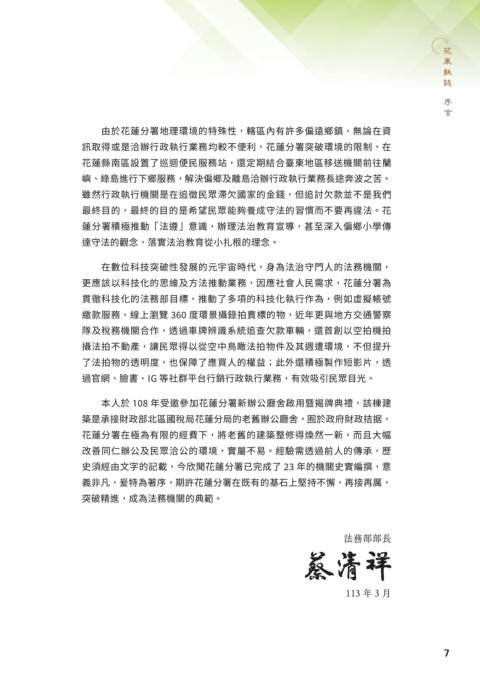 花東執誌
序言
由於花蓮分署地理環境的特殊性，轄區內有許多偏遠鄉鎮，無論在資
訊取得或是洽辦行政執行業務均較不便利，花蓮分署突破環境的限制，在
花蓮縣南區設置了巡迴便民服務站，還定期結合臺東地區移送機關前往蘭
嶼、綠島進行下鄉服務，解決偏鄉及離島洽辦行政執行業務長途奔波之苦。
雖然行政執行機關是在追徵民眾滯欠國家的金錢，但追討欠款並不是我們
最終目的，最終的目的是希望民眾能夠養成守法的習慣而不要再違法。花
蓮分署積極推動「法遵」意識，辦理法治教育宣導，甚至深入偏鄉小學傳
達守法的觀念，落實法治教育從小扎根的理念。
在數位科技突破性發展的元宇宙時代，身為法治守門人的法務機關，
更應該以科技化的思維及方法推動業務，因應社會人民需求，花蓮分署為
貫徹科技化的法務部目標，推動了多項的科技化執行作為，例如虛擬帳號
繳款服務、線上瀏覽 360 度環景攝錄拍賣標的物，近年更與地方交通警察
隊及稅務機關合作，透過車牌辨識系統追查欠款車輛，還首創以空拍機拍
攝法拍不動產，讓民眾得以從空中鳥瞰法拍物件及其週遭環境，不但提升
了法拍物的透明度，也保障了應買人的權益；此外還積極製作短影片，透
過官網、臉書、IG 等社群平台行銷行政執行業務，有效吸引民眾目光。
本人於 108 年受邀參加花蓮分署新辦公廳舍啟用暨揭牌典禮，該棟建
築是承接財政部北區國稅局花蓮分局的老舊辦公廳舍，囿於政府財政拮据，
花蓮分署在極為有限的經費下，將老舊的建築整修得煥然一新，而且大幅
改善同仁辦公及民眾洽公的環境，實屬不易。經驗需透過前人的傳承，歷
史須經由文字的記載，今欣聞花蓮分署已完成了 23 年的機關史實編撰，意
義非凡，爰特為著序，期許花蓮分署在既有的基石上堅持不懈，再接再厲，
突破精進，成為法務機關的典範。
法務部部長
蔡清祥
113 年 3 月
7